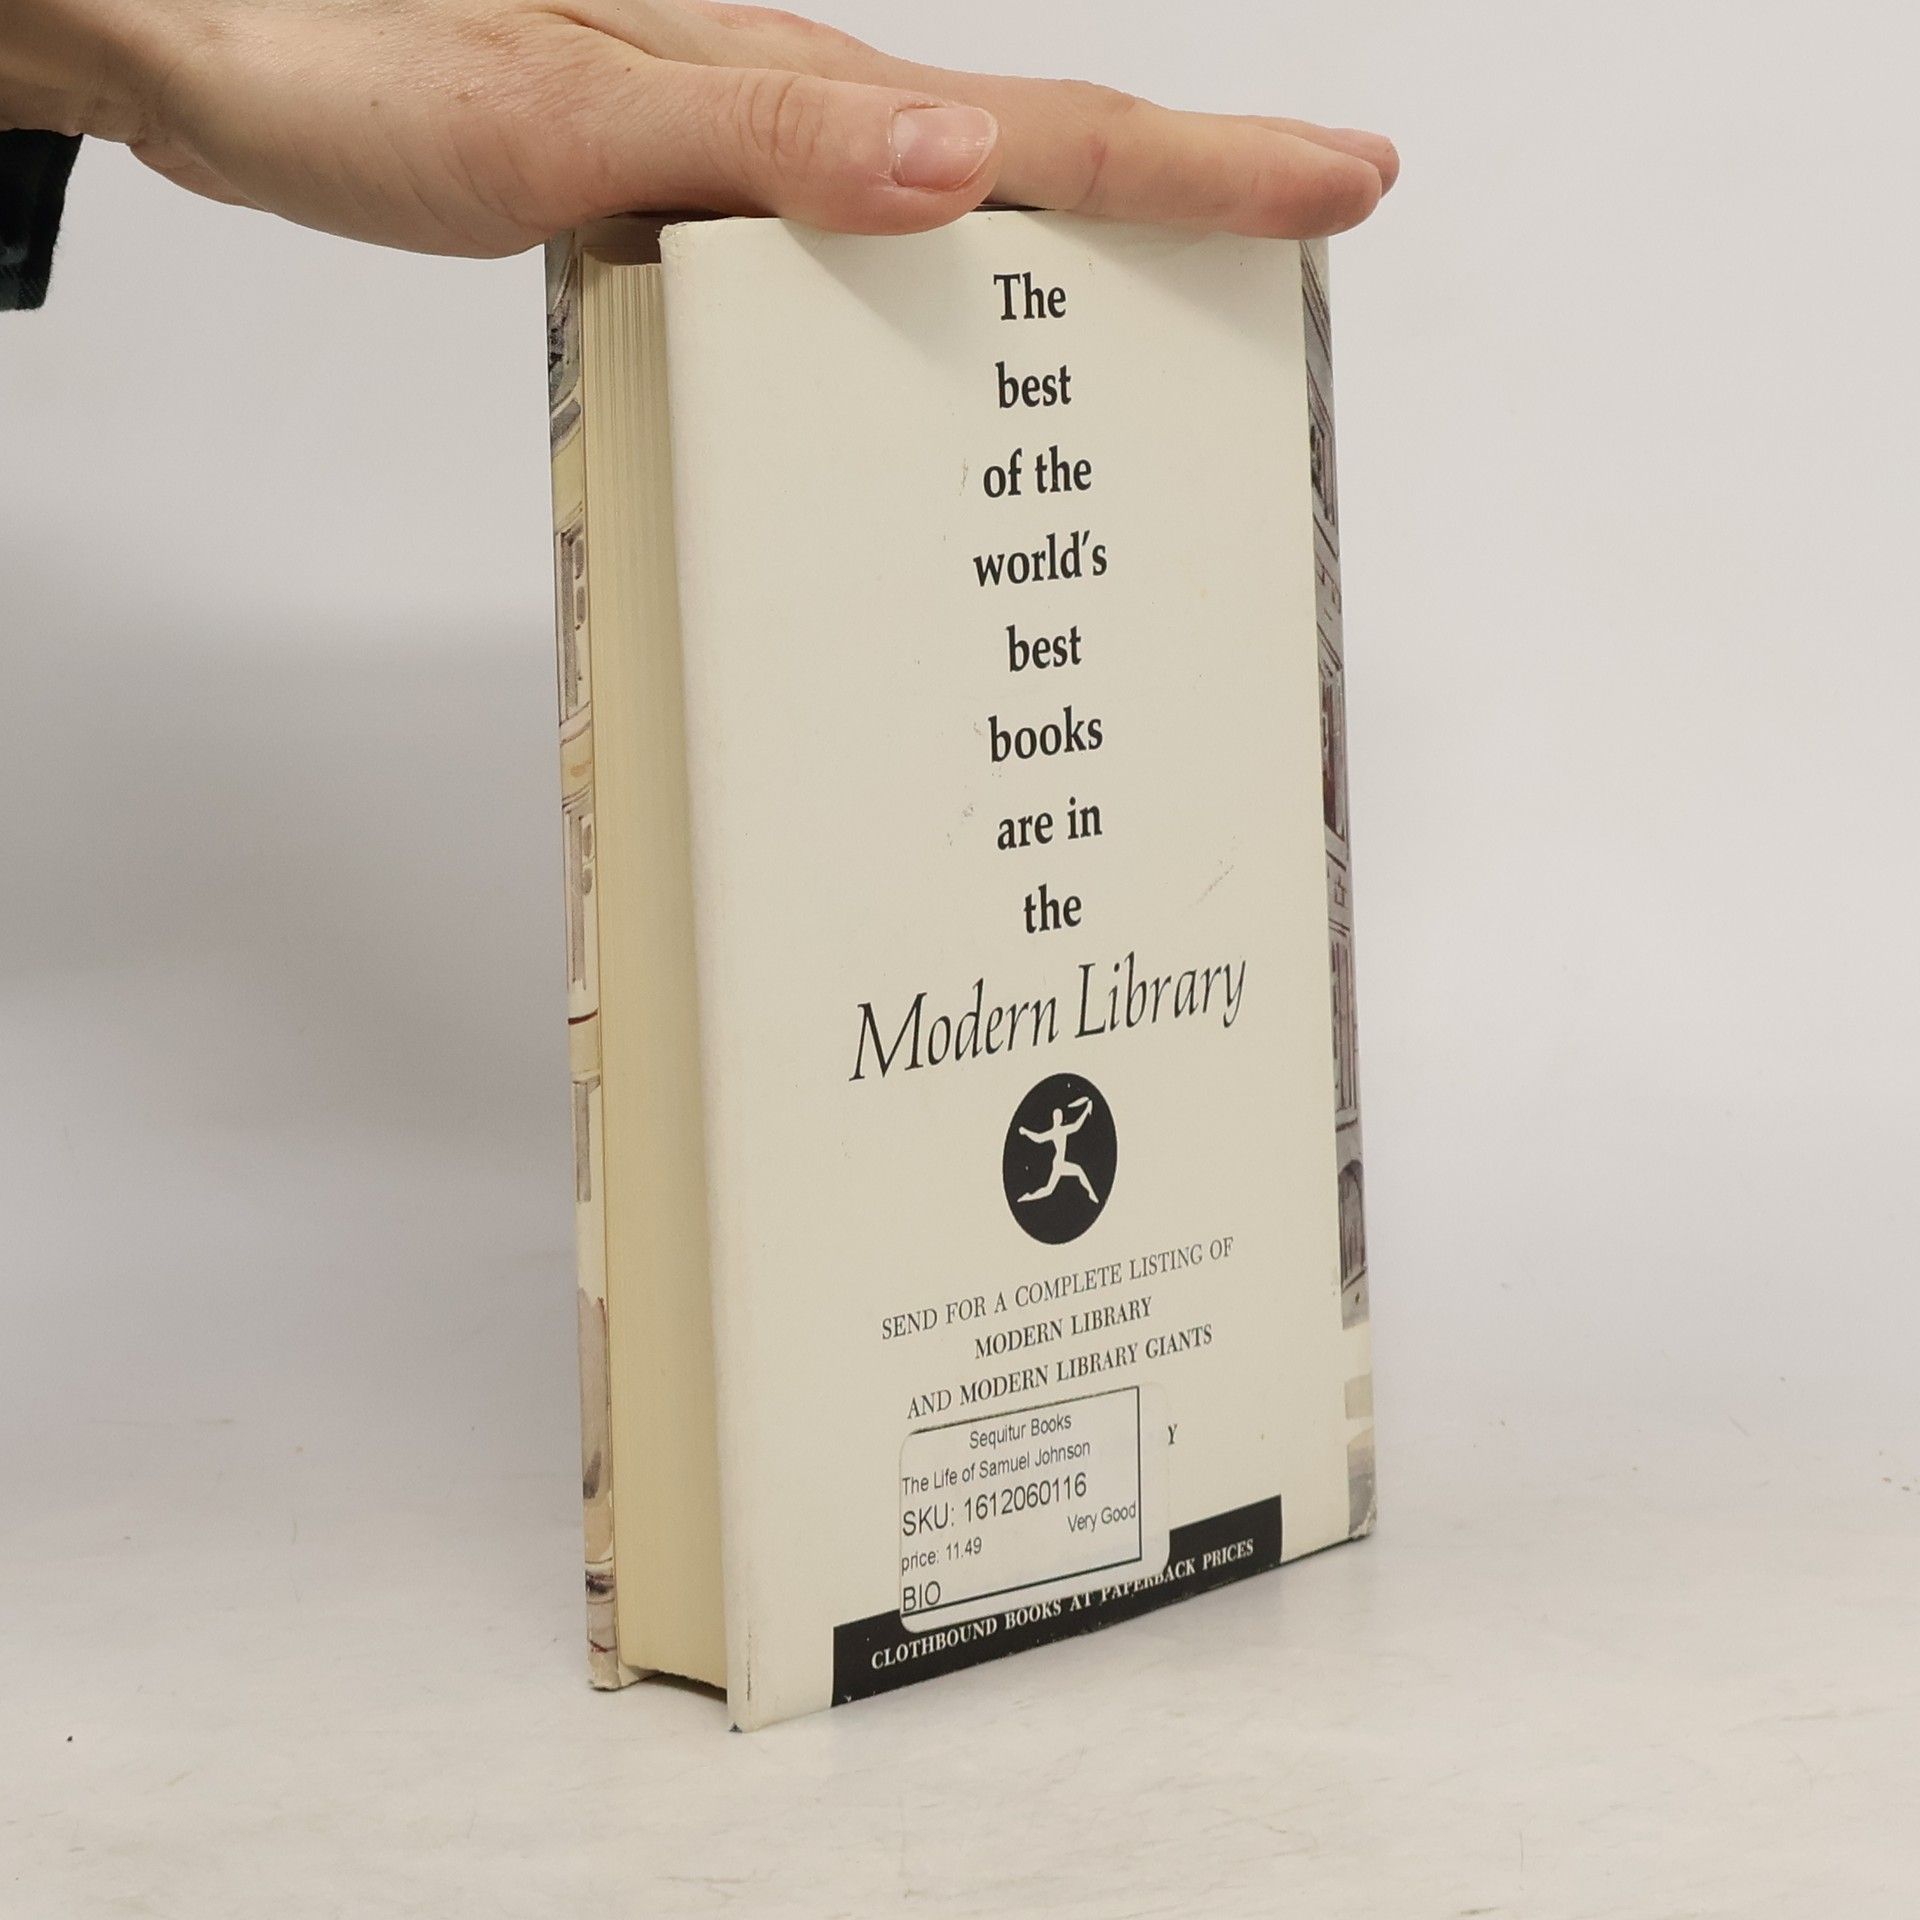 The
best
of the
world's
best
books
are in
the
Modern Library
SEND FOR A COMPLETE LISTING OF
MODERN LIBRARY
AND MODERN LIBRARY GIANTS
Y
Sequitur Books
The Life of Samuel Johnson
SKU: 1612060116
Very Good
price: 11.49
BIO
CLOTHBOUND BOOKS AT PAPERBACK PRICES